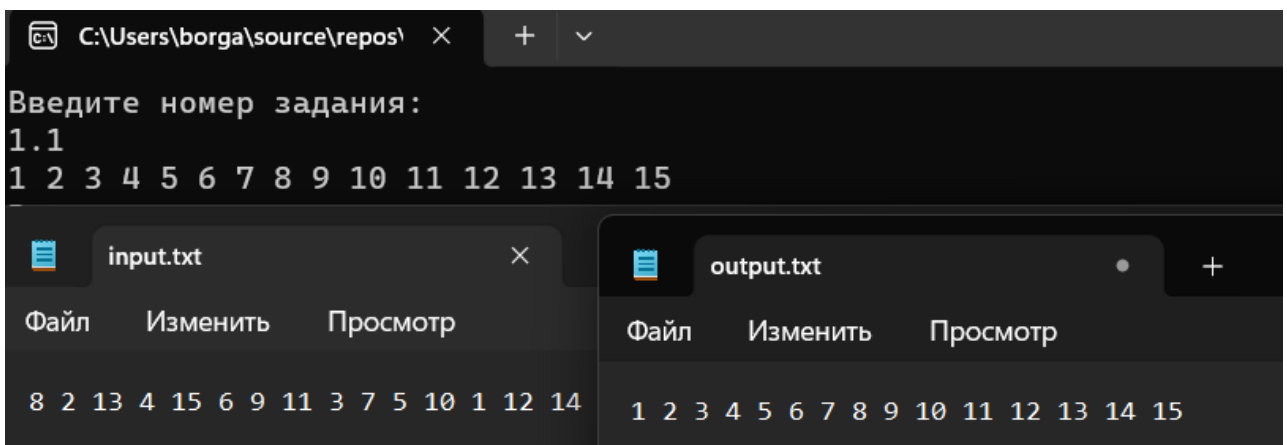 C:\Users\borga\source\repos\
Введите номер задания:
1.1
1 2 3 4 5 6 7 8 9 10 11 12 13 14 15
input.txt
Файл Изменить Просмотр
8 2 13 4 15 6 9 11 3 7 5 10 1 12 14
output.txt
Файл Изменить Просмотр
1 2 3 4 5 6 7 8 9 10 11 12 13 14 15